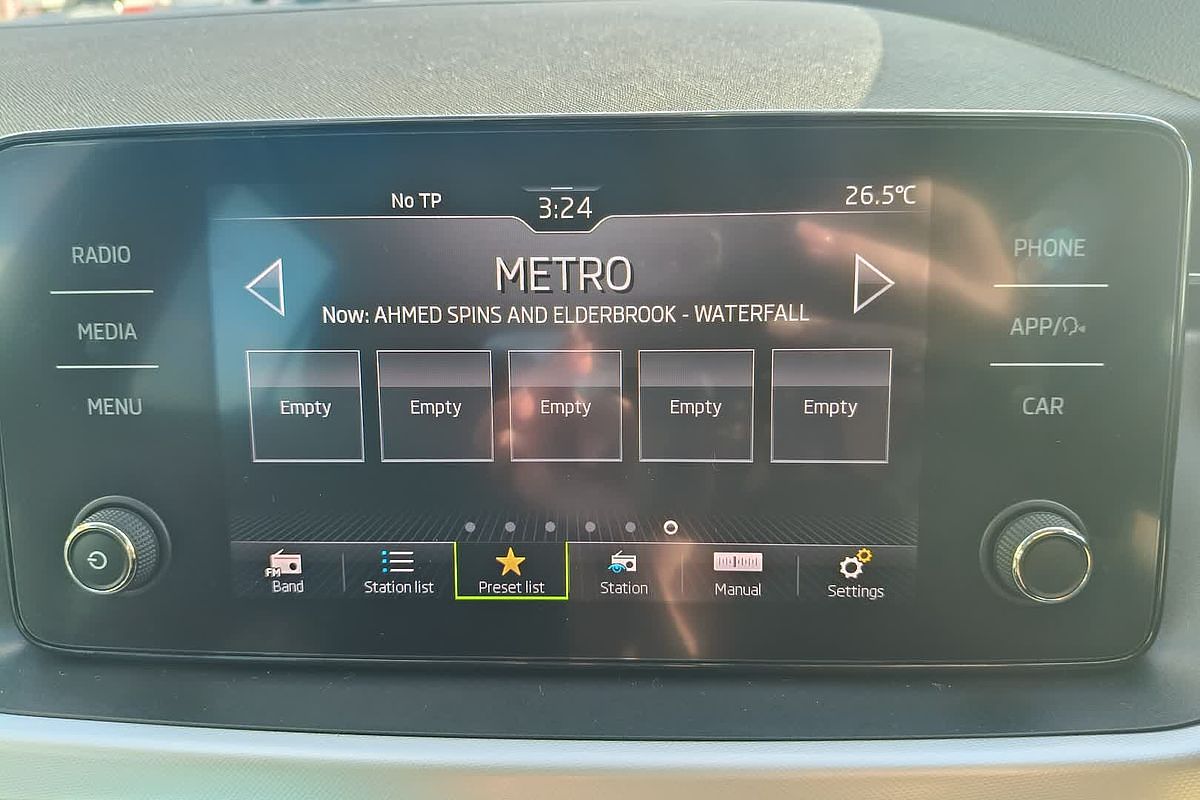 No TP
3:24
26.5°C
RADIO
MEDIA
MENU
METRO
Now: AHMED SPINS AND ELDERBROOK - WATERFALL
Empty
Empty
Empty
Empty
Empty
PHONE
APP/
CAR
FM
Band
Station list
Preset list
Station
Manual
Settings